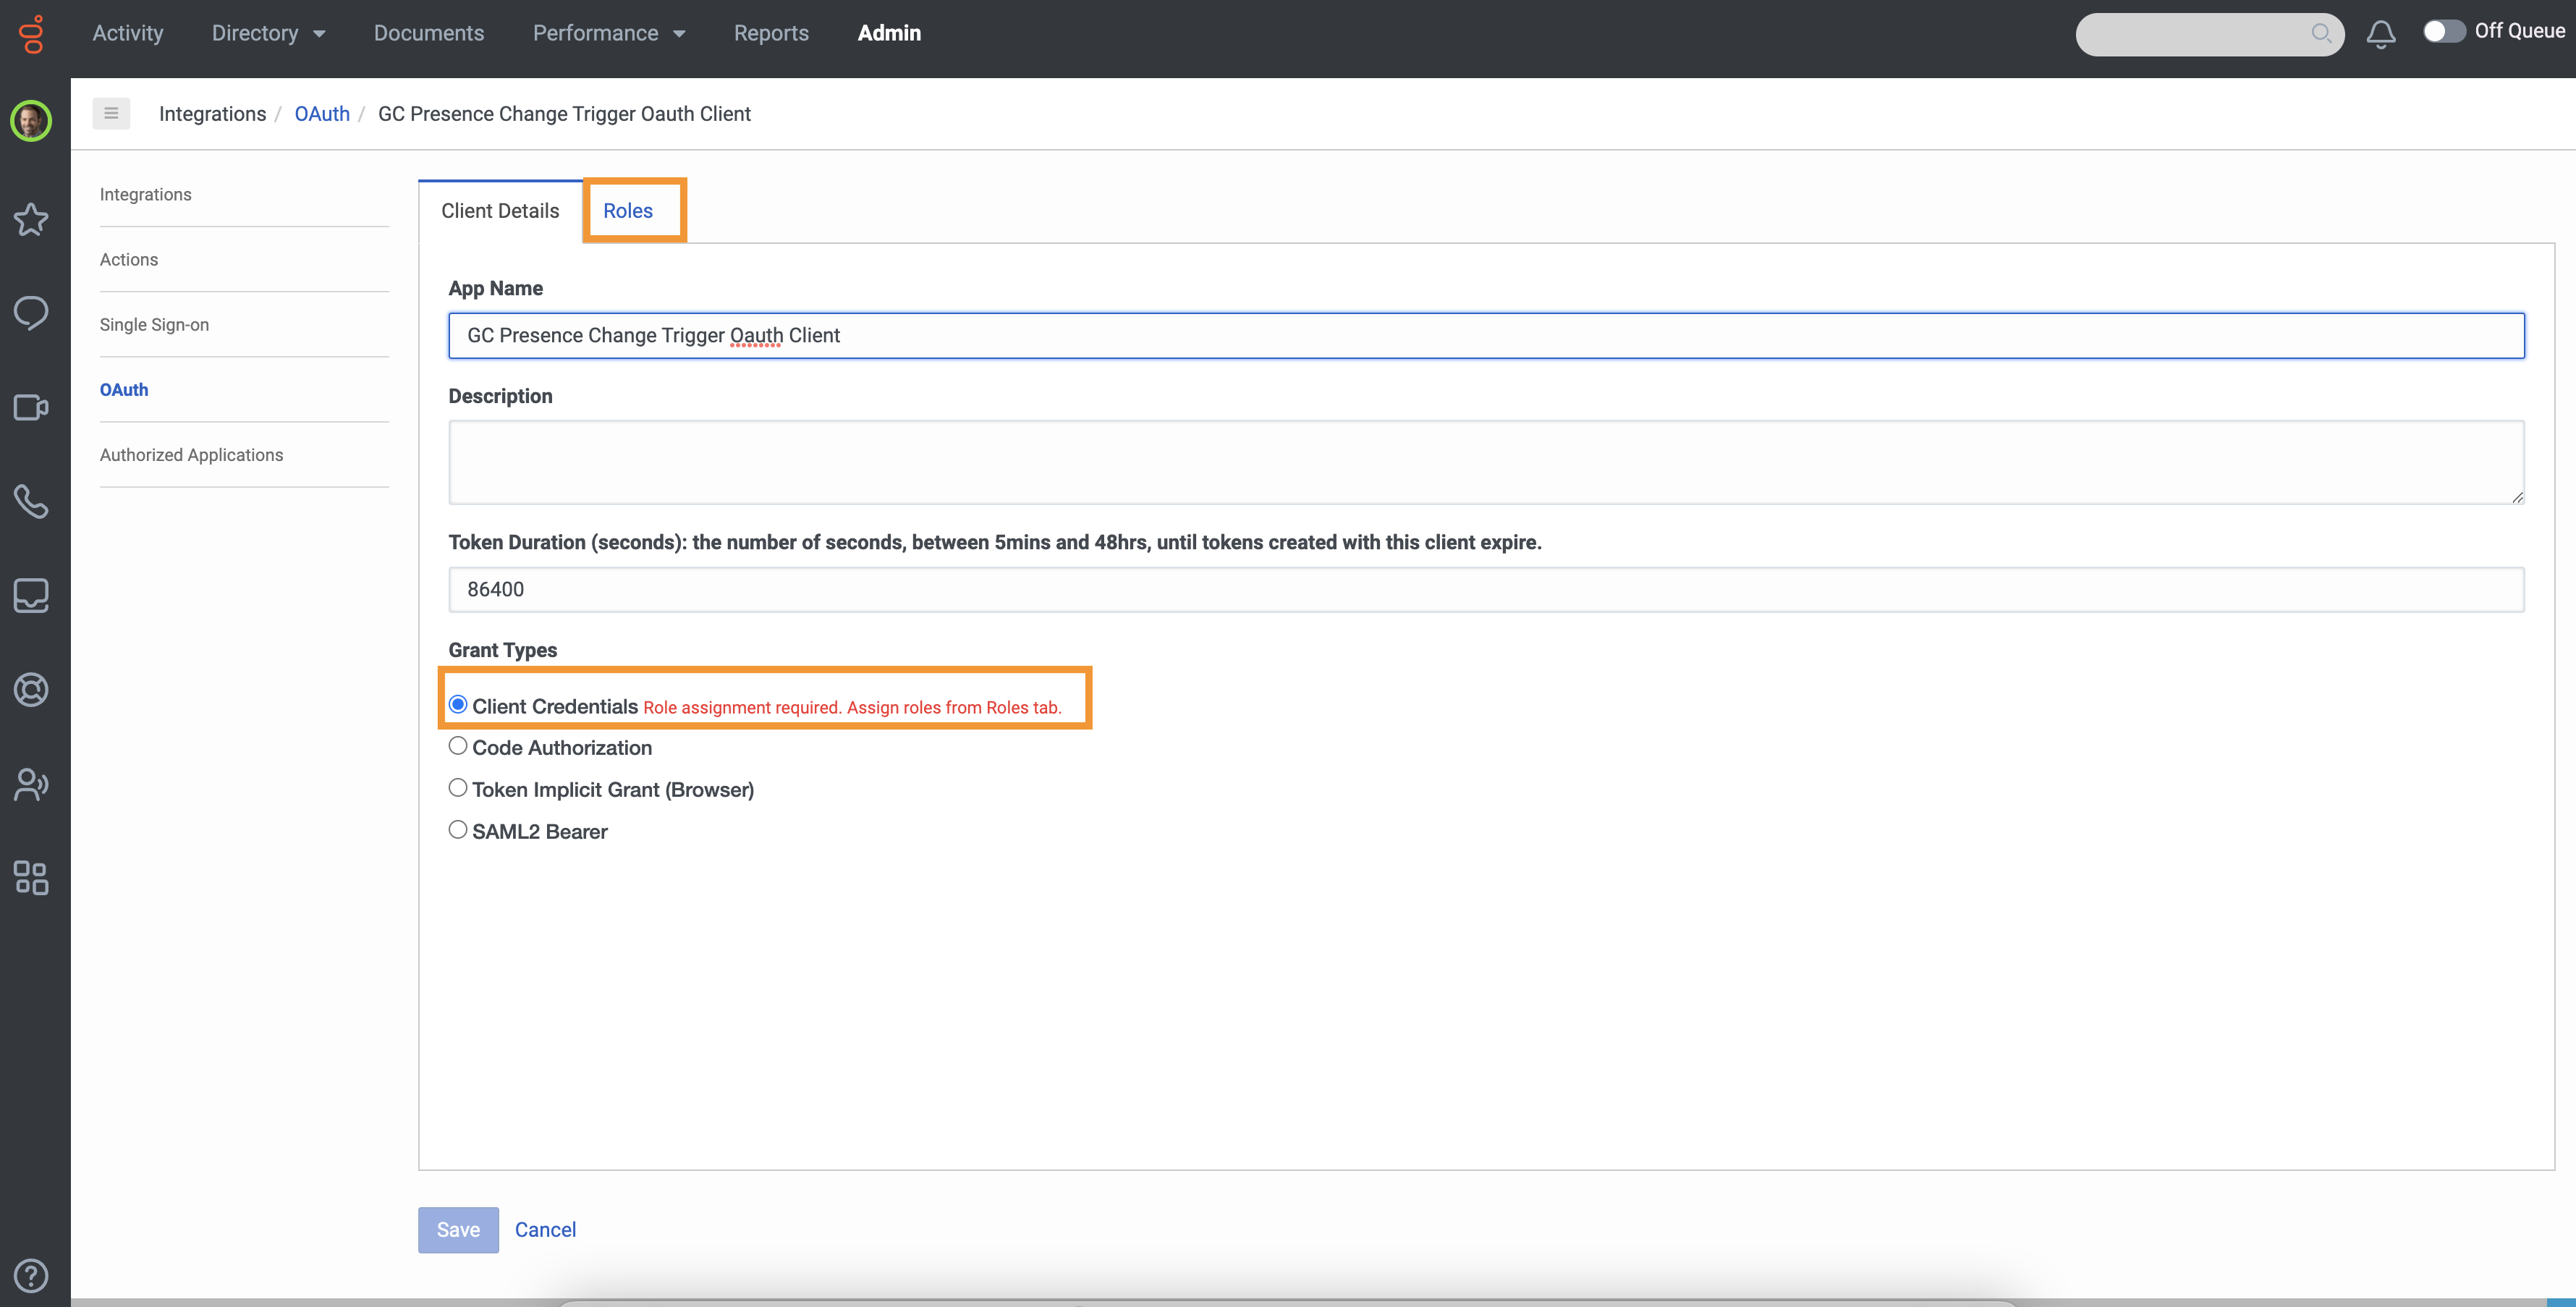 Activity Directory Documents Performance Reports Admin Off Queue
Integrations / OAuth / GC Presence Change Trigger Oauth Client
Integrations
Actions
Single Sign-on
OAuth
Authorized Applications
Client Details Roles
App Name
GC Presence Change Trigger Oauth Client
Description
Token Duration (seconds): the number of seconds, between 5mins and 48hrs, until tokens created with this client expire.
86400
Grant Types
Client Credentials Role assignment required. Assign roles from Roles tab.
Code Authorization
Token Implicit Grant (Browser)
SAML2 Bearer
Save Cancel